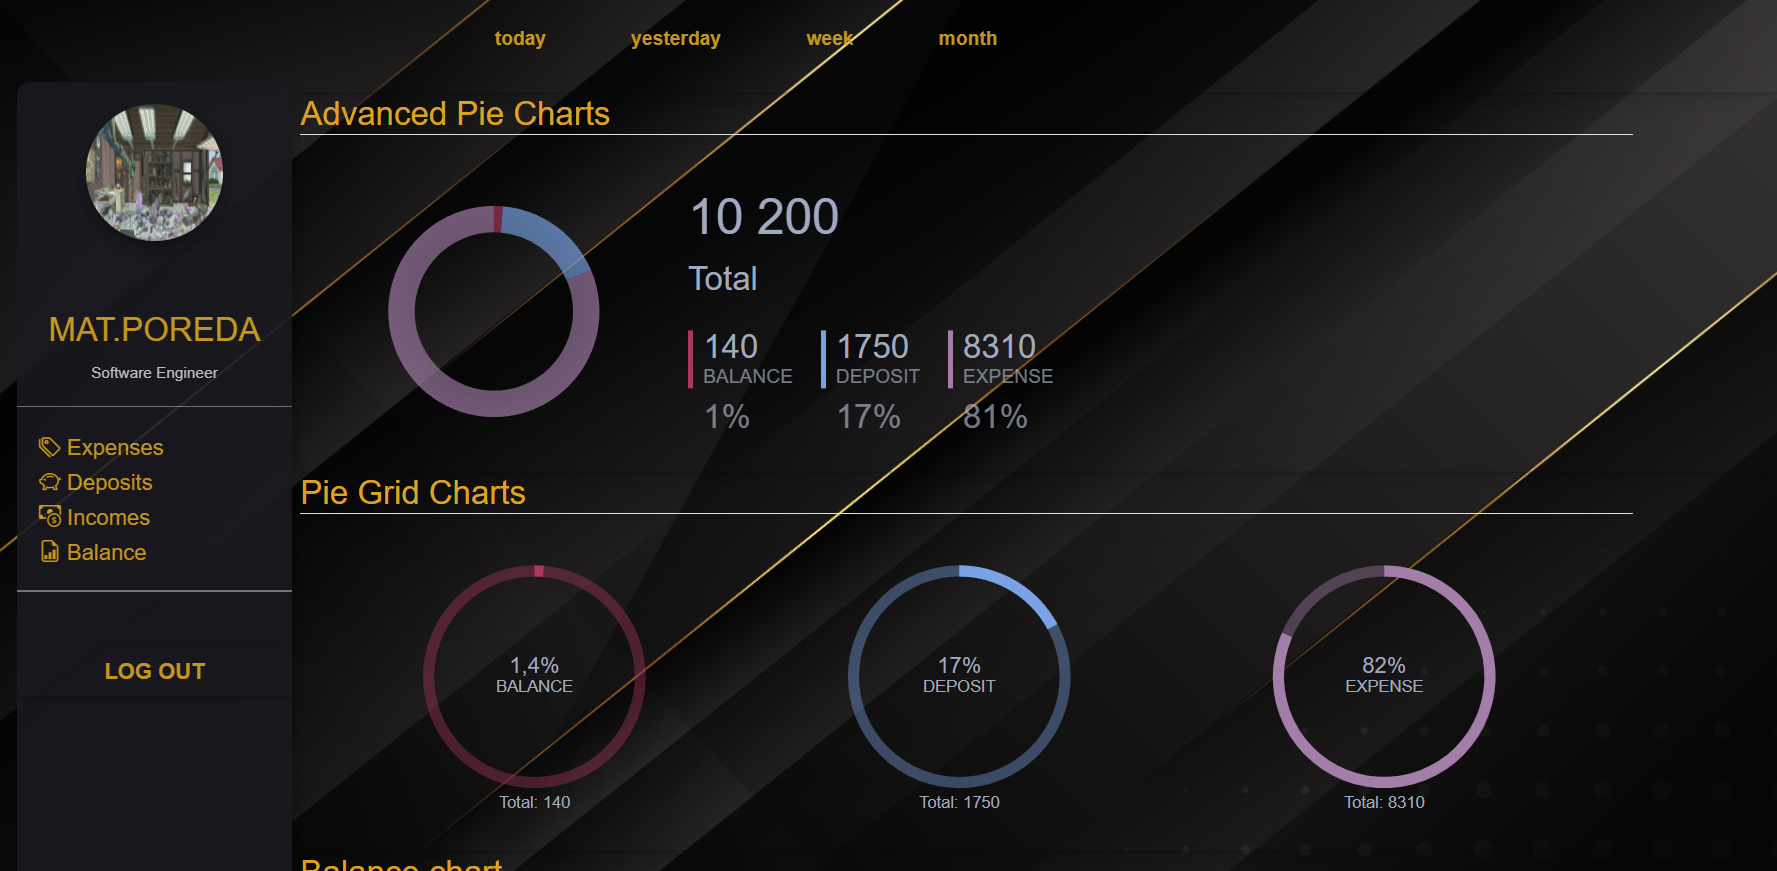 today yesterday week month
Advanced Pie Charts
MAT.POREDA
Software Engineer
Expenses
Deposits
Incomes
Balance
LOG OUT
10 200
Total
140 1750 8310
BALANCE DEPOSIT EXPENSE
1% 17% 81%
Pie Grid Charts
1,4%
BALANCE
Total: 140
17%
DEPOSIT
Total: 1750
82%
EXPENSE
Total: 8310
Balance chart